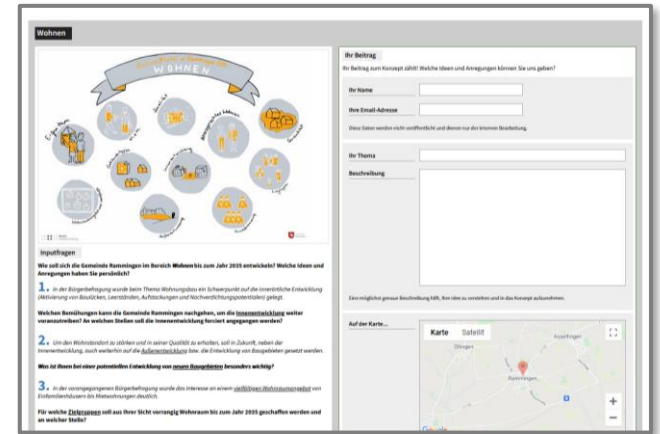 Wohnen
WOHNEN
Inputfragen
Wie soll sich die Gemeinde Rammingen im Bereich Wohnen bis zum Jahr 2035 entwickeln? Welche Ideen und
Anregungen haben Sie persönlich?
1. In der Bürgerbefragung wurde beim Thema Wohnungsbau ein Schwerpunkt auf die innerörtliche Entwicklung
(Aktivierung von Baulücken, Leerständen, Aufstockungen und Nachverdichtungspotentialen) gelegt.
Welchen Bemühungen kann die Gemeinde Rammingen nachgehen, um die Innenentwicklung weiter
voranzutreiben? An welchen Stellen soll die Innenentwicklung forciert angegangen werden?
2. Um den Wohnstandort zu stärken und in seiner Qualität zu erhalten, soll in Zukunft, neben der
Innenentwicklung, auch weiterhin auf die Außenentwicklung bzw. die Entwicklung von Baugebieten gesetzt werden.
Was ist Ihnen bei einer potentiellen Entwicklung von neuen Baugebieten besonders wichtig?
3. In der vorangegangenen Bürgerbefragung wurde das Interesse an einem vielfältigen Wohnraumangebot von
Einfamilienhäusern bis Mietwohnungen deutlich.
Für welche Zielgruppen soll aus Ihrer Sicht vorrangig Wohnraum bis zum Jahr 2035 geschaffen werden und
an welcher Stelle?
Ihr Beitrag
Ihr Beitrag zum Konzept zählt! Welche Ideen und Anregungen können Sie uns geben?
Ihr Name
Ihre Email-Adresse
Diese Daten werden nicht veröffentlicht und dienen nur der internen Bearbeitung.
Ihr Thema
Beschreibung
Eine möglichst genaue Beschreibung hilft, Ihre Idee zu verstehen und in das Konzept aufzunehmen.
Auf der Karte...
Karte
Satellit
Asselfingen
Öllingen
Rammingen
Google